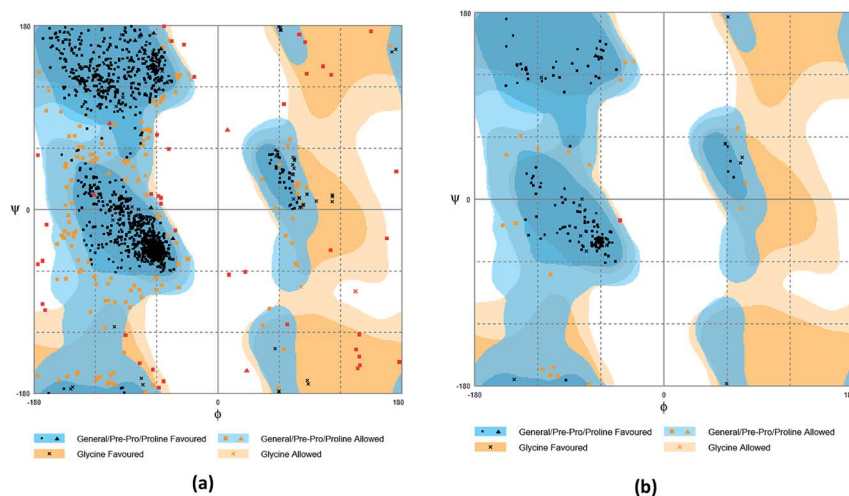 180
ψ
0
-180
-180
0
180
ϕ
General/Pre-Pro/Proline Favoured
General/Pre-Pro/Proline Allowed
Glycine Favoured
Glycine Allowed
(a)
180
ψ
0
-180
-180
0
180
ϕ
General/Pre-Pro/Proline Favoured
General/Pre-Pro/Proline Allowed
Glycine Favoured
Glycine Allowed
(b)